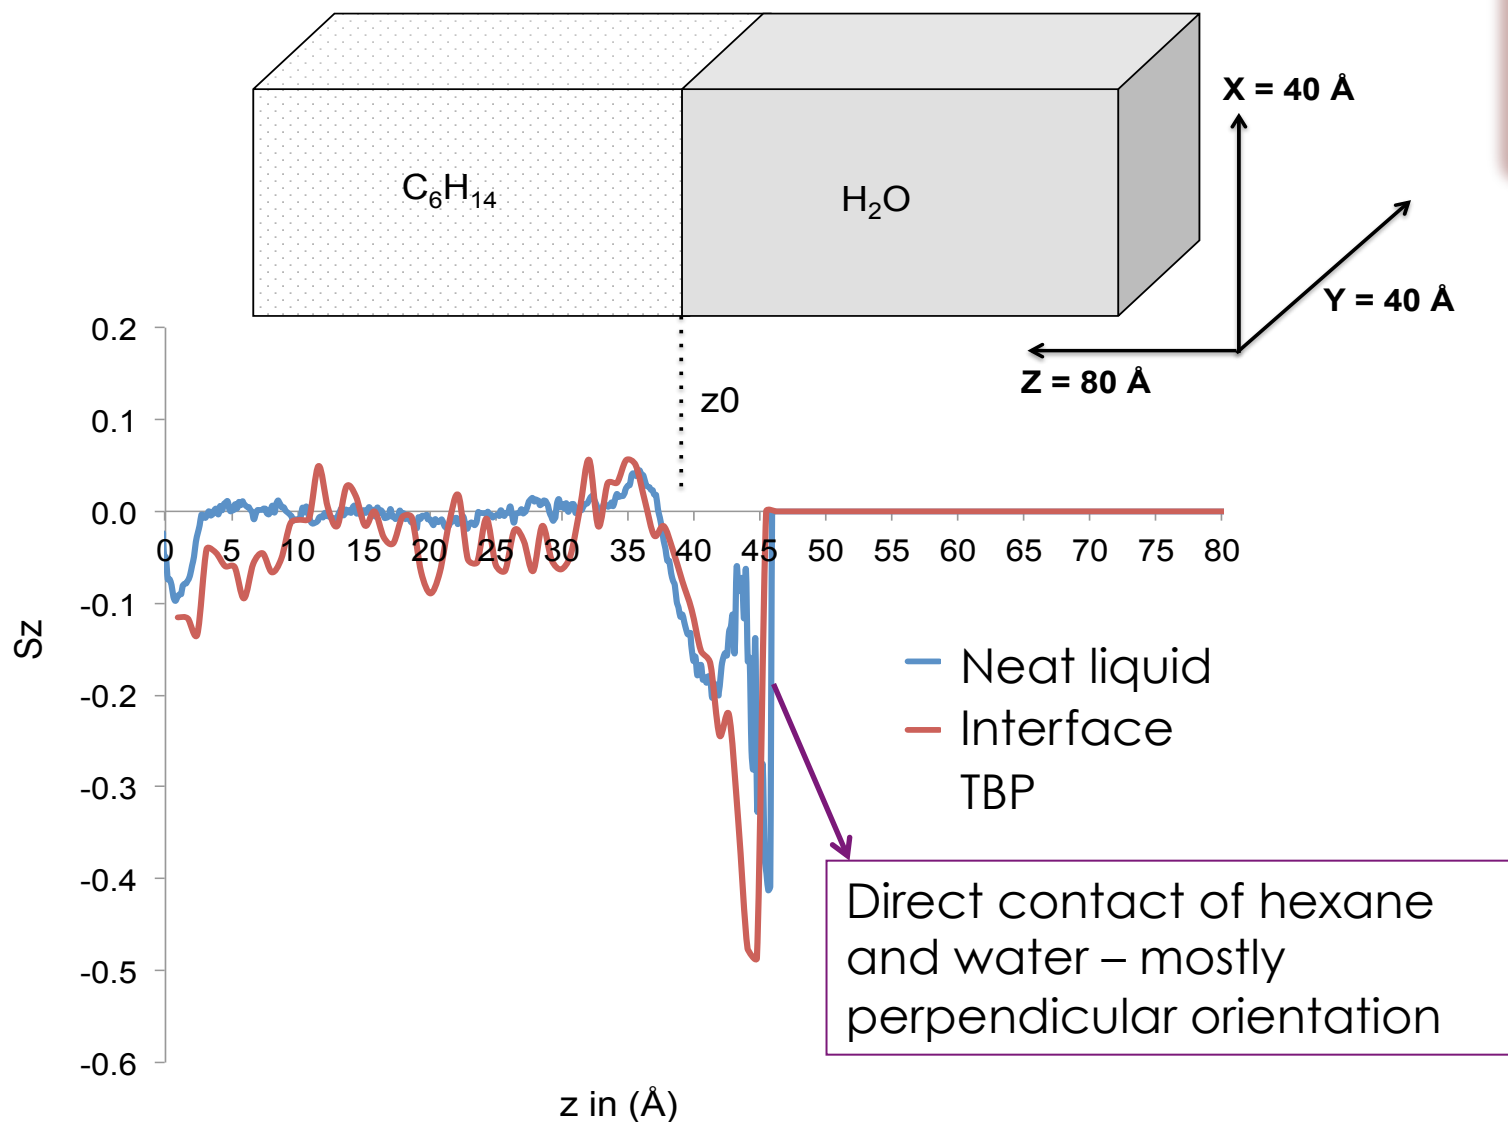 X = 40 Å
C₆H₁₄
H₂O
Y = 40 Å
Z = 80 Å
z0
0.2
0.1
0.0
-0.1
-0.2
-0.3
-0.4
-0.5
-0.6
0 5 10 15 20 25 30 35 40 45 50 55 60 65 70 75 80
Sz
Neat liquid
Interface
TBP
Direct contact of hexane
and water – mostly
perpendicular orientation
z in (Å)